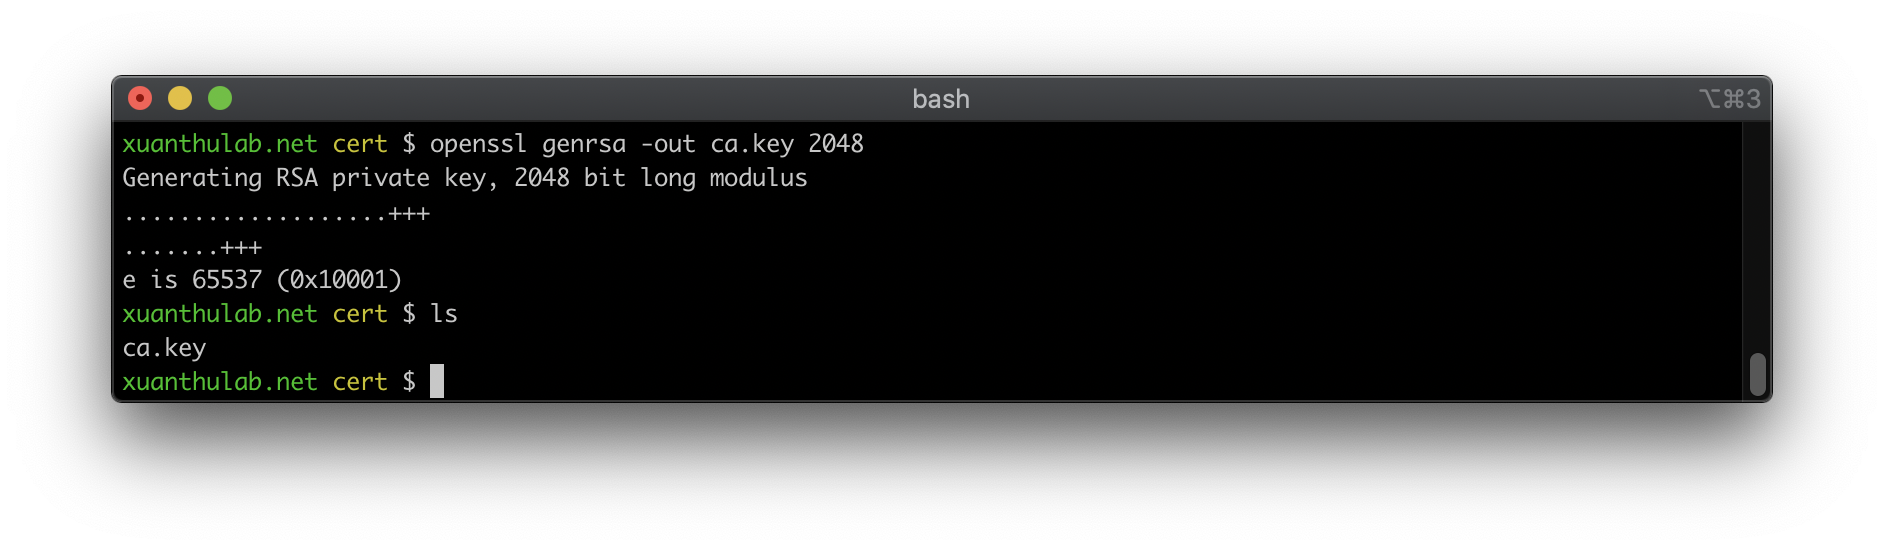 bash
⌥⌘3
xuanthulab.net cert $ openssl genrsa -out ca.key 2048
Generating RSA private key, 2048 bit long modulus
...................+++
.......+++
e is 65537 (0x10001)
xuanthulab.net cert $ ls
ca.key
xuanthulab.net cert $